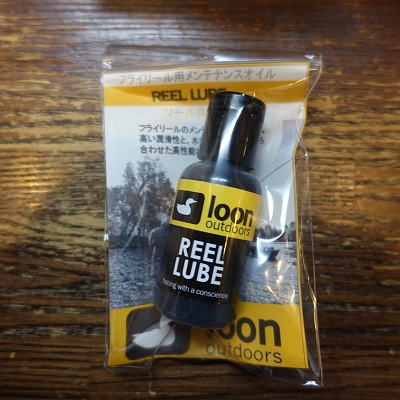 フライリール用メンテナンスオイル
REEL LUBE
リール
フライリールのメン
高い潤滑性と、水
合わせた高性能
loon
outdoors
REEL
LUBE
fishing with a conscience
loon
outdoors